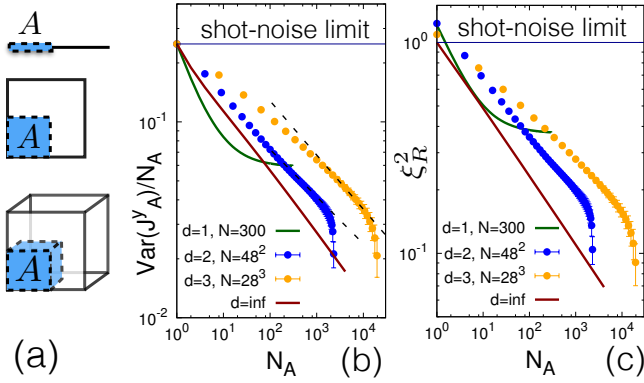 A
A
A
(a)
shot-noise limit
Var(J^y_A)/N_A
10^-1
10^-2
d=1, N=300
d=2, N=48^2
d=3, N=28^3
d=inf
10^0 10^1 10^2 10^3 10^4
N_A
(b)
shot-noise limit
ξ^2_R
10^0
10^-1
d=1, N=300
d=2, N=48^2
d=3, N=28^3
d=inf
10^0 10^1 10^2 10^3 10^4
N_A
(c)